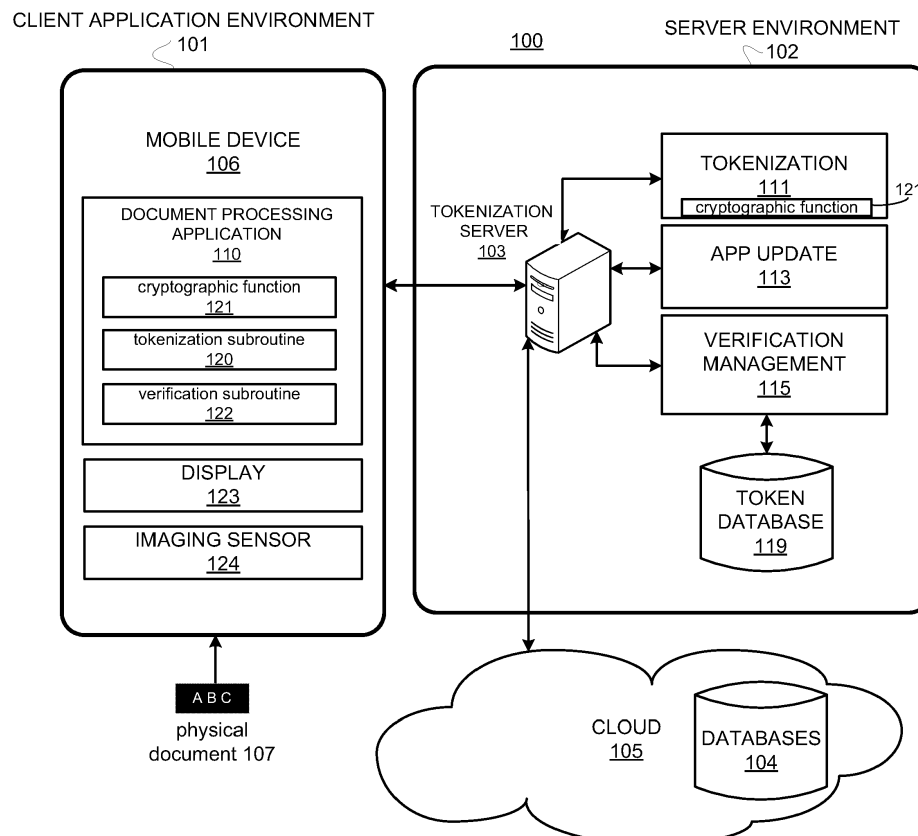 CLIENT APPLICATION ENVIRONMENT
101
100
SERVER ENVIRONMENT
102
MOBILE DEVICE
106
DOCUMENT PROCESSING
APPLICATION
110
cryptographic function
121
tokenization subroutine
120
verification subroutine
122
DISPLAY
123
IMAGING SENSOR
124
A B C
physical
document 107
TOKENIZATION
SERVER
103
TOKENIZATION
111
cryptographic function
121
APP UPDATE
113
VERIFICATION
MANAGEMENT
115
TOKEN
DATABASE
119
CLOUD
105
DATABASES
104